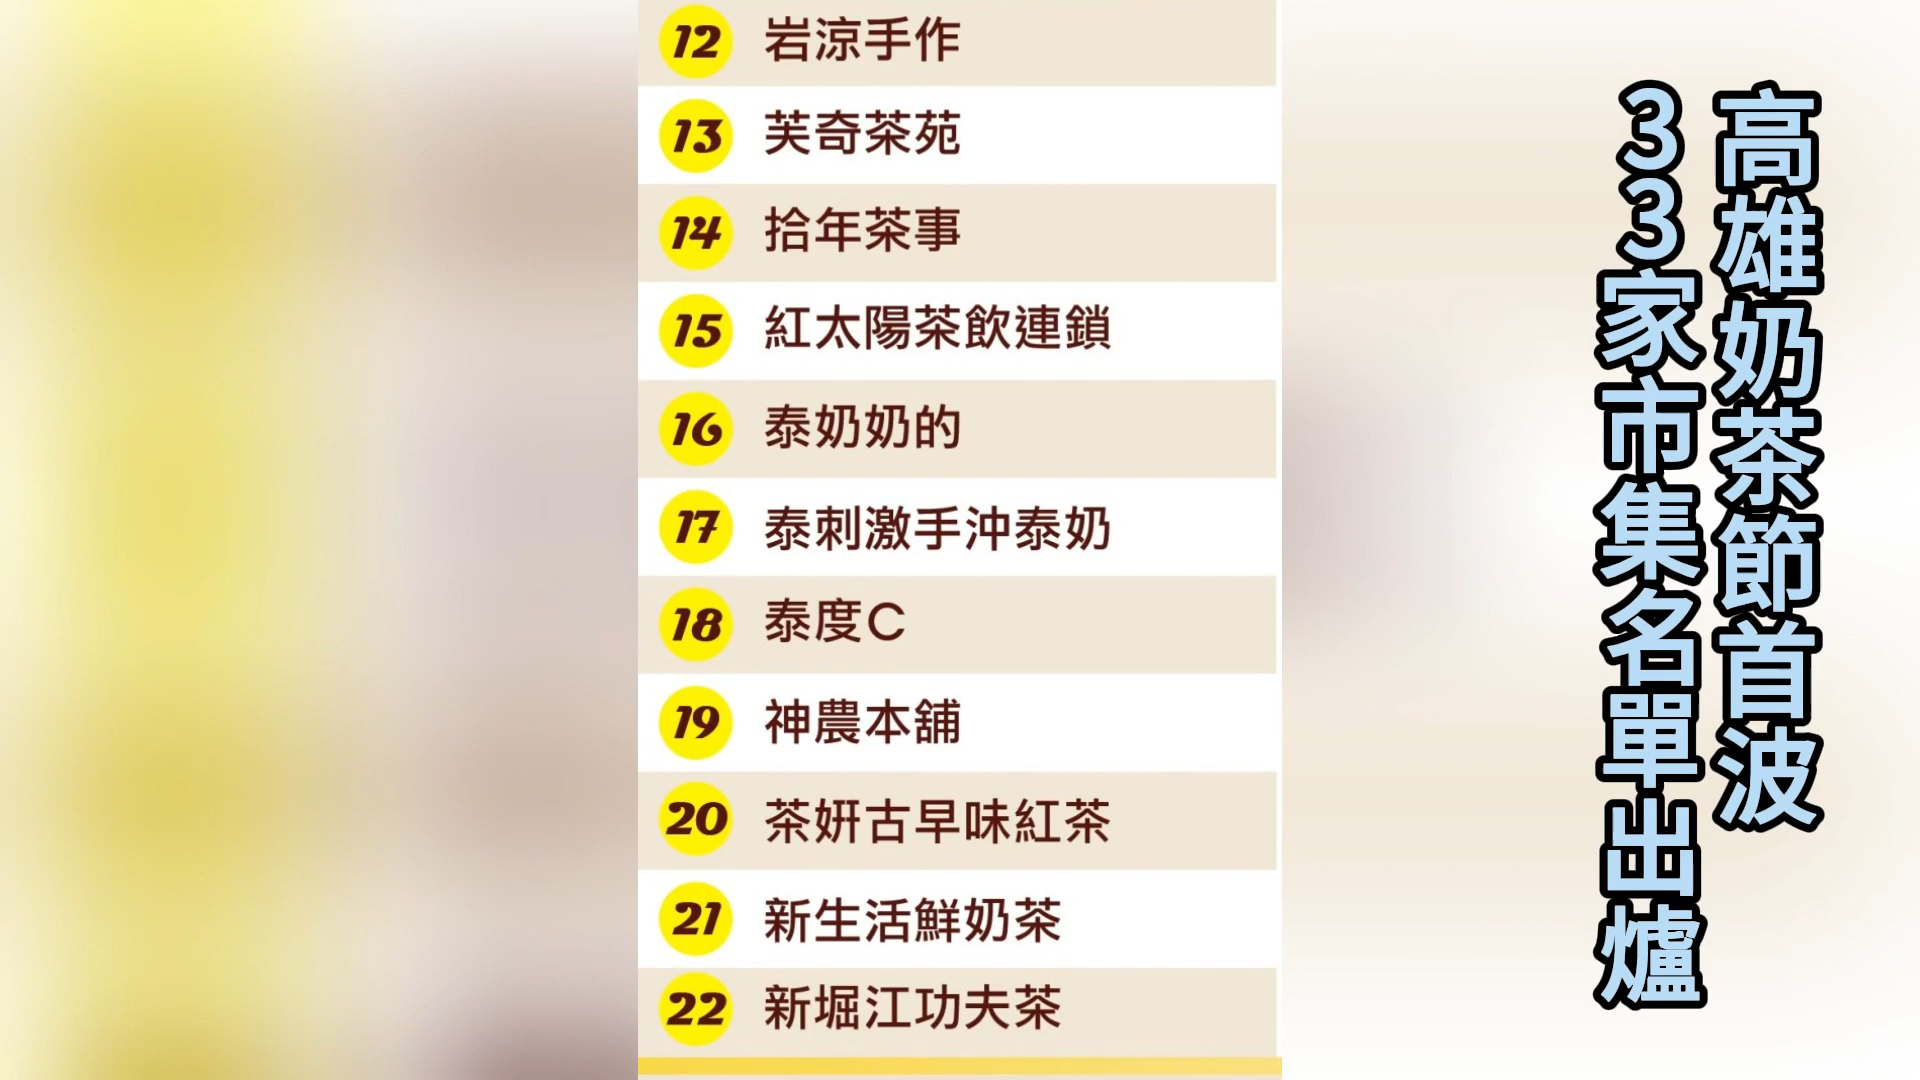 12 岩涼手作
13 芙奇茶苑
14 拾年茶事
15 紅太陽茶飲連鎖
16 泰奶奶的
17 泰刺激手沖泰奶
18 泰度C
19 神農本舖
20 茶妍古早味紅茶
21 新生活鮮奶茶
22 新堀江功夫茶
高雄奶茶節首波
33家市集名單出爐